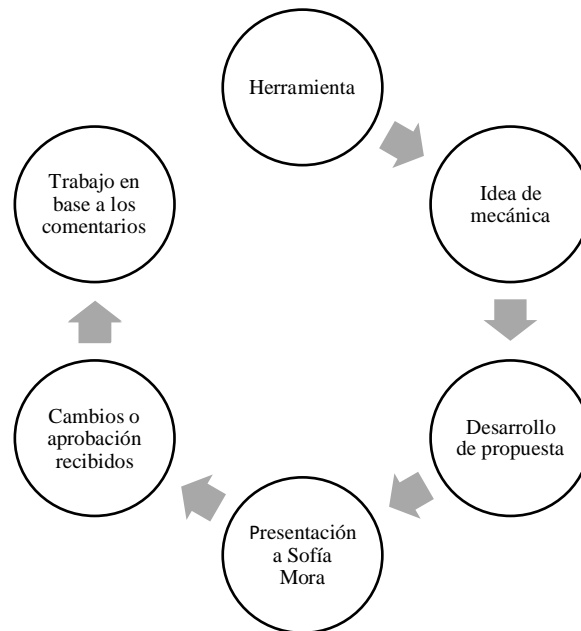 Herramienta
Idea de
mecánica
Desarrollo
de propuesta
Presentación
a Sofía
Mora
Cambios o
aprobación
recibidos
Trabajo en
base a los
comentarios